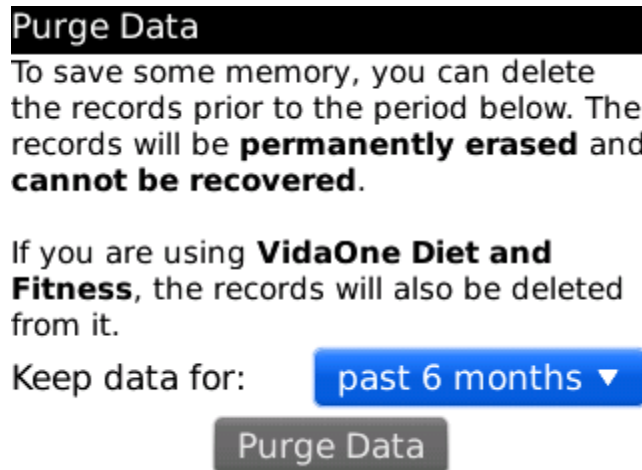 Purge Data
To save some memory, you can delete
the records prior to the period below. The
records will be permanently erased and
cannot be recovered.
If you are using VidaOne Diet and
Fitness, the records will also be deleted
from it.
Keep data for: past 6 months ▼
Purge Data